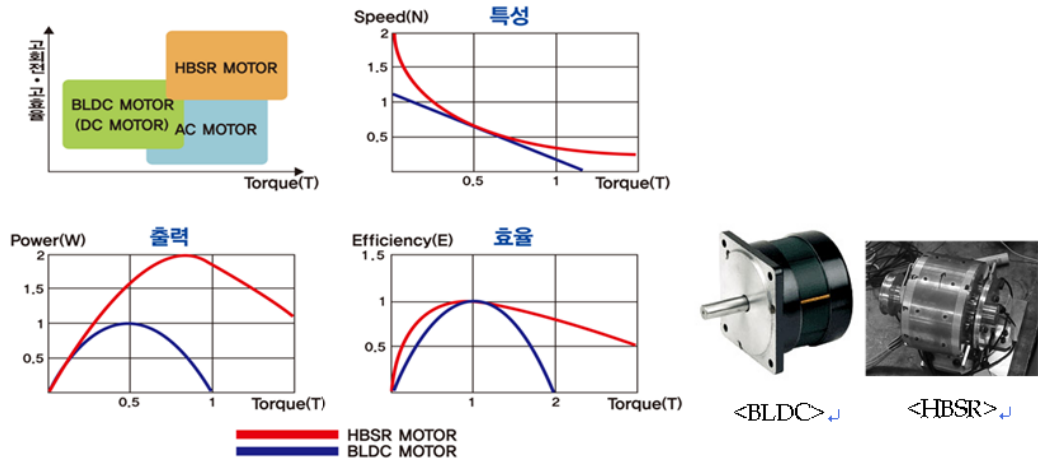 고회전·고효율
HBSR MOTOR
BLDC MOTOR
(DC MOTOR)
AC MOTOR
Torque(T)
Speed(N)
특성
2
1.5
1
0.5
0.5
1
Torque(T)
Power(W)
출력
2
1.5
1
0.5
0.5
1
Torque(T)
Efficiency(E)
효율
1.5
1
0.5
1
2
Torque(T)
HBSR MOTOR
BLDC MOTOR
<BLDC>↵
<HBSR>↵